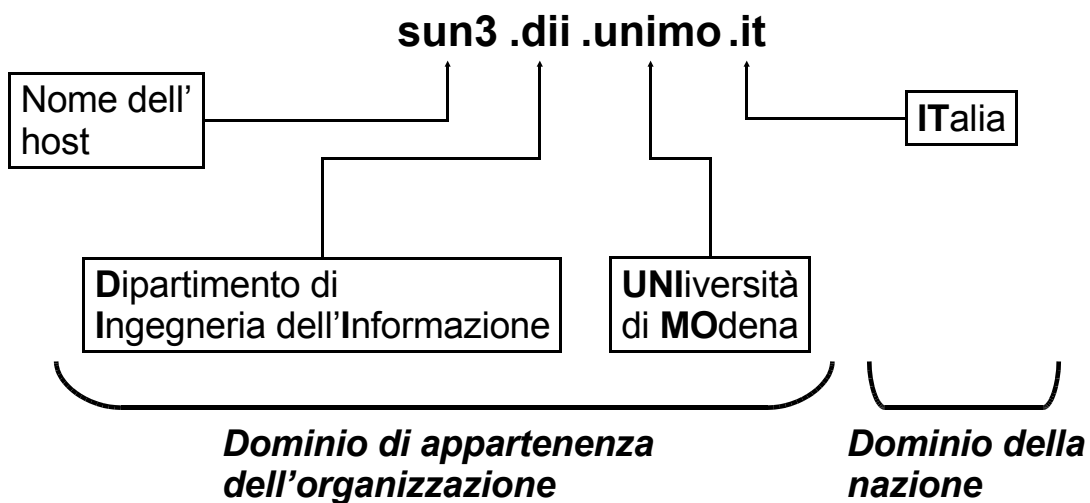 sun3 .dii .unimo .it
Nome dell'
host
ITalia
Dipartimento di
Ingegneria dell'Informazione
UNIiversità
di MOdena
Dominio di appartenenza
dell'organizzazione
Dominio della
nazione